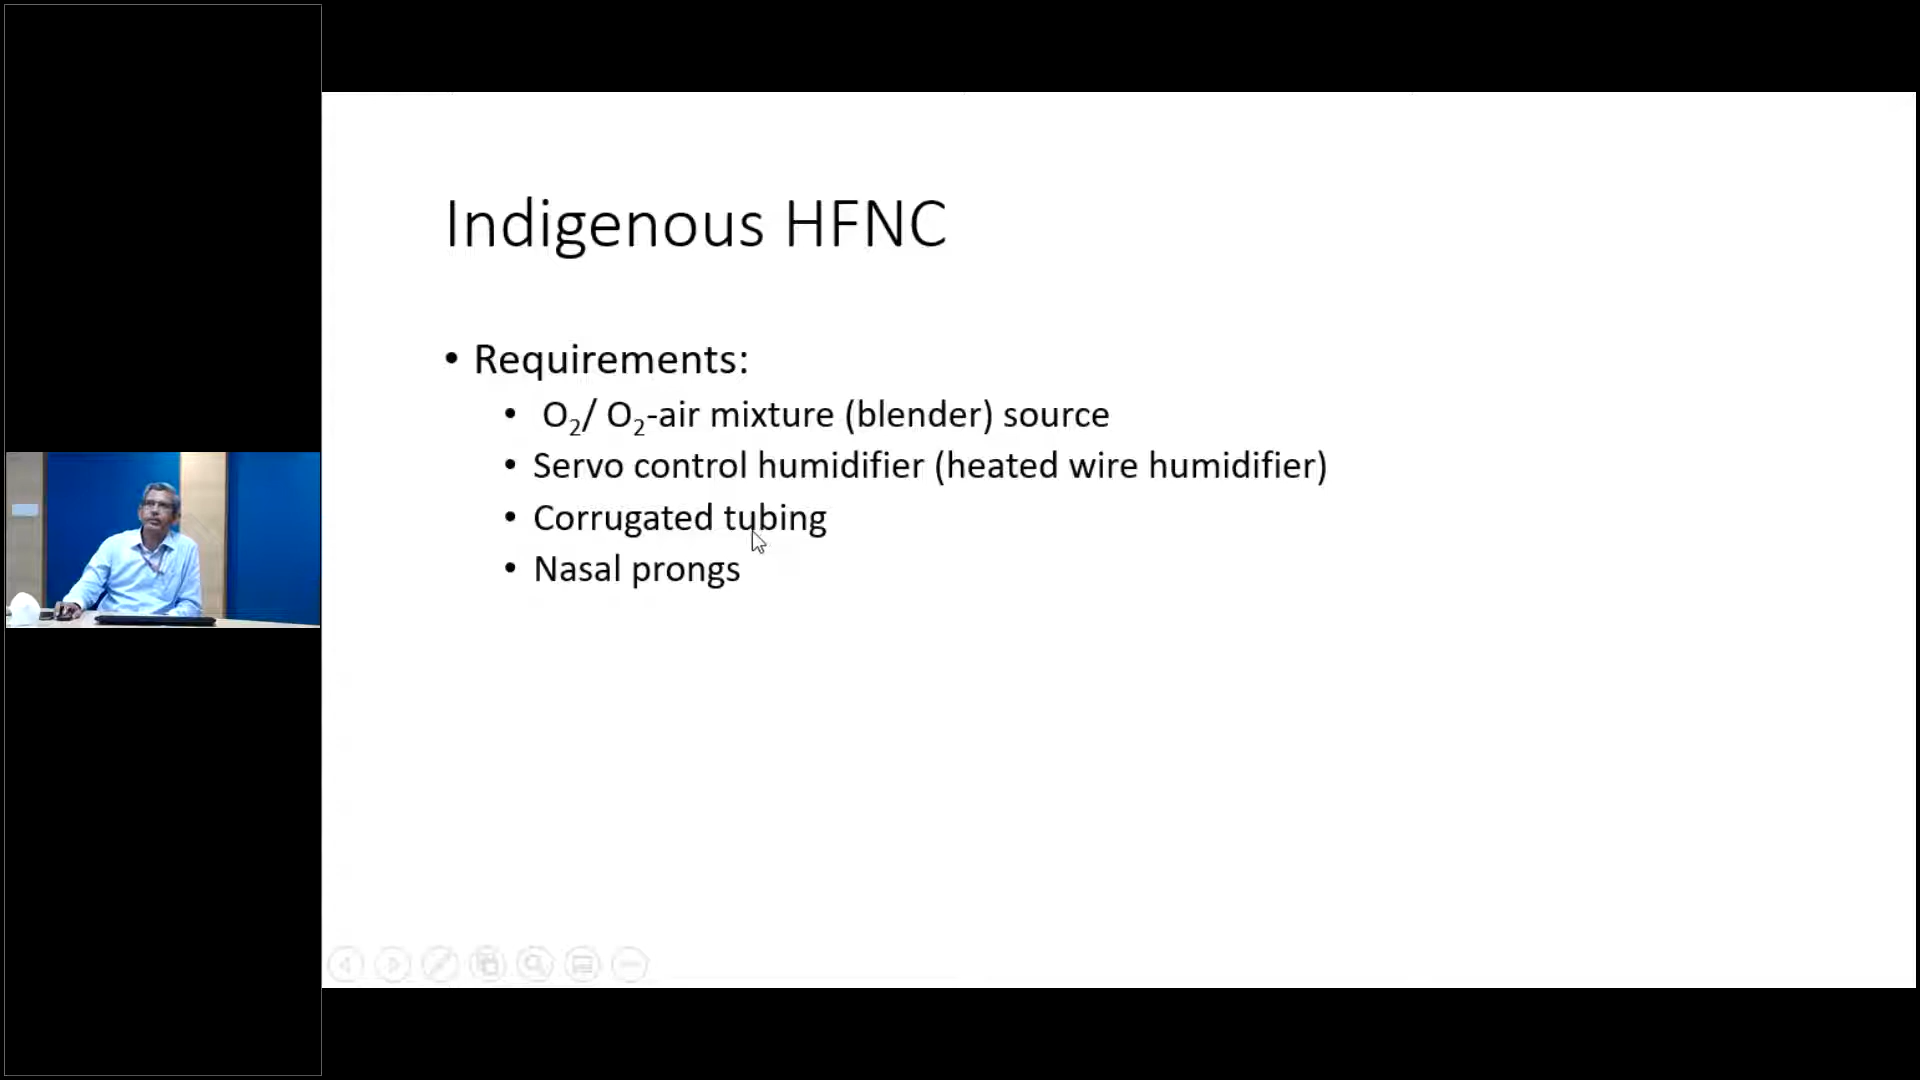 Indigenous HFNC
• Requirements:
• O₂/ O₂-air mixture (blender) source
• Servo control humidifier (heated wire humidifier)
• Corrugated tubing
• Nasal prongs